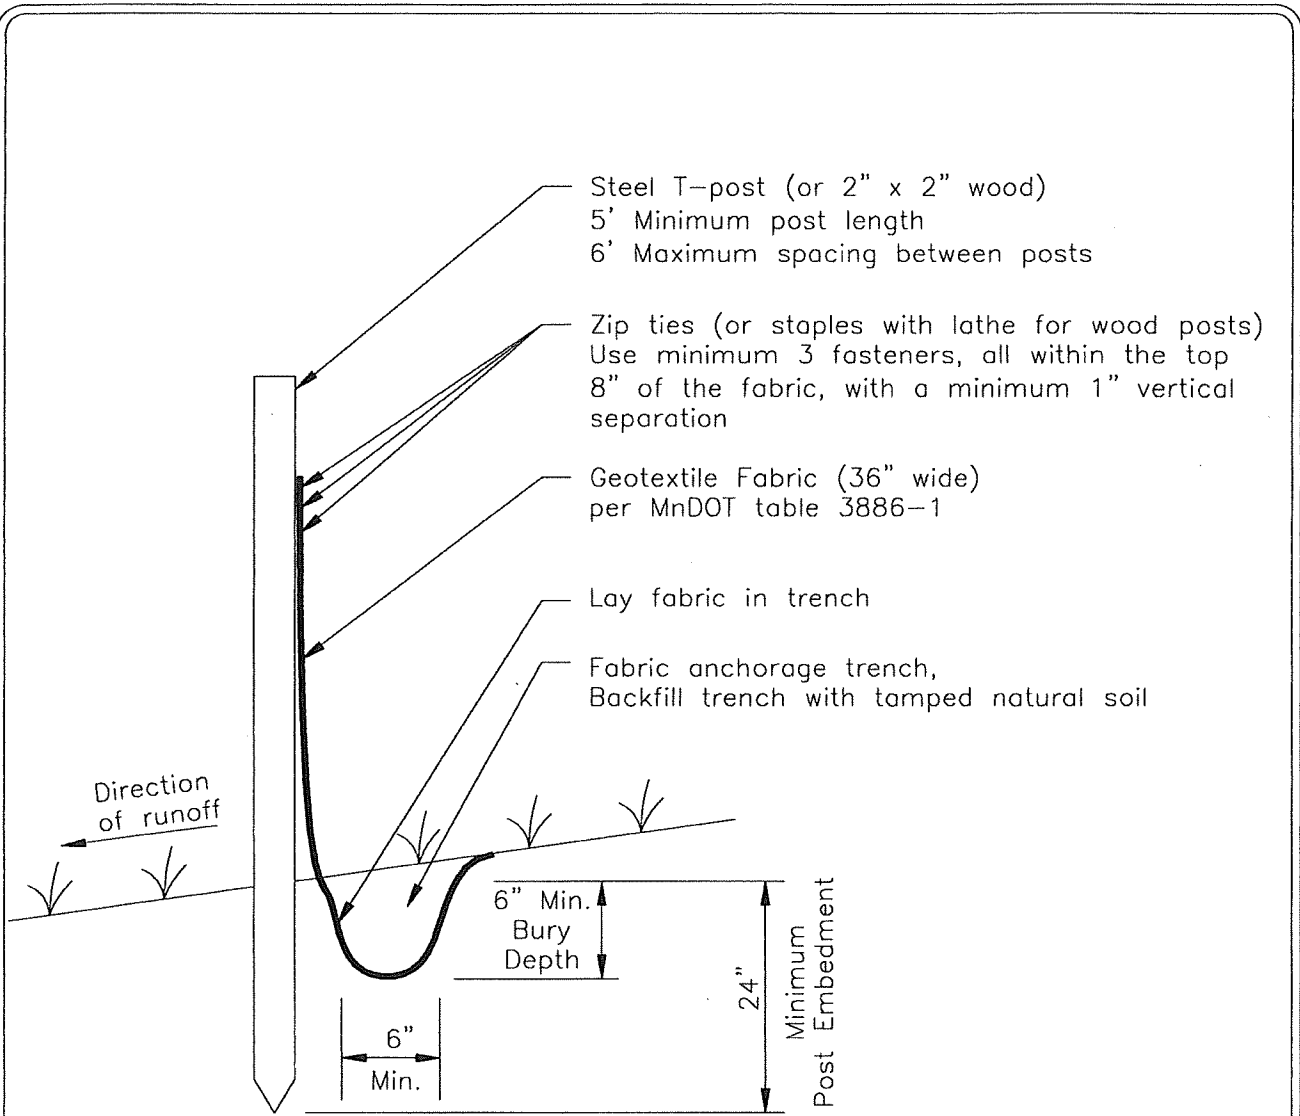 Steel T-post (or 2" x 2" wood)
5' Minimum post length
6' Maximum spacing between posts
Zip ties (or staples with lathe for wood posts)
Use minimum 3 fasteners, all within the top
8" of the fabric, with a minimum 1" vertical
separation
Geotextile Fabric (36" wide)
per MnDOT table 3886-1
Lay fabric in trench
Fabric anchorage trench,
Backfill trench with tamped natural soil
Direction
of runoff
6" Min.
Bury
Depth
6"
Min.
24"
Minimum
Post Embedment